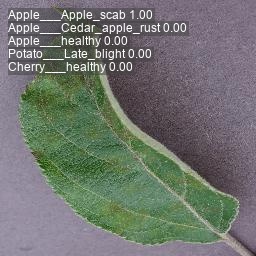 Apple___Apple_scab 1.00
Apple___Cedar_apple_rust 0.00
Apple___healthy 0.00
Potato___Late_blight 0.00
Cherry___healthy 0.00